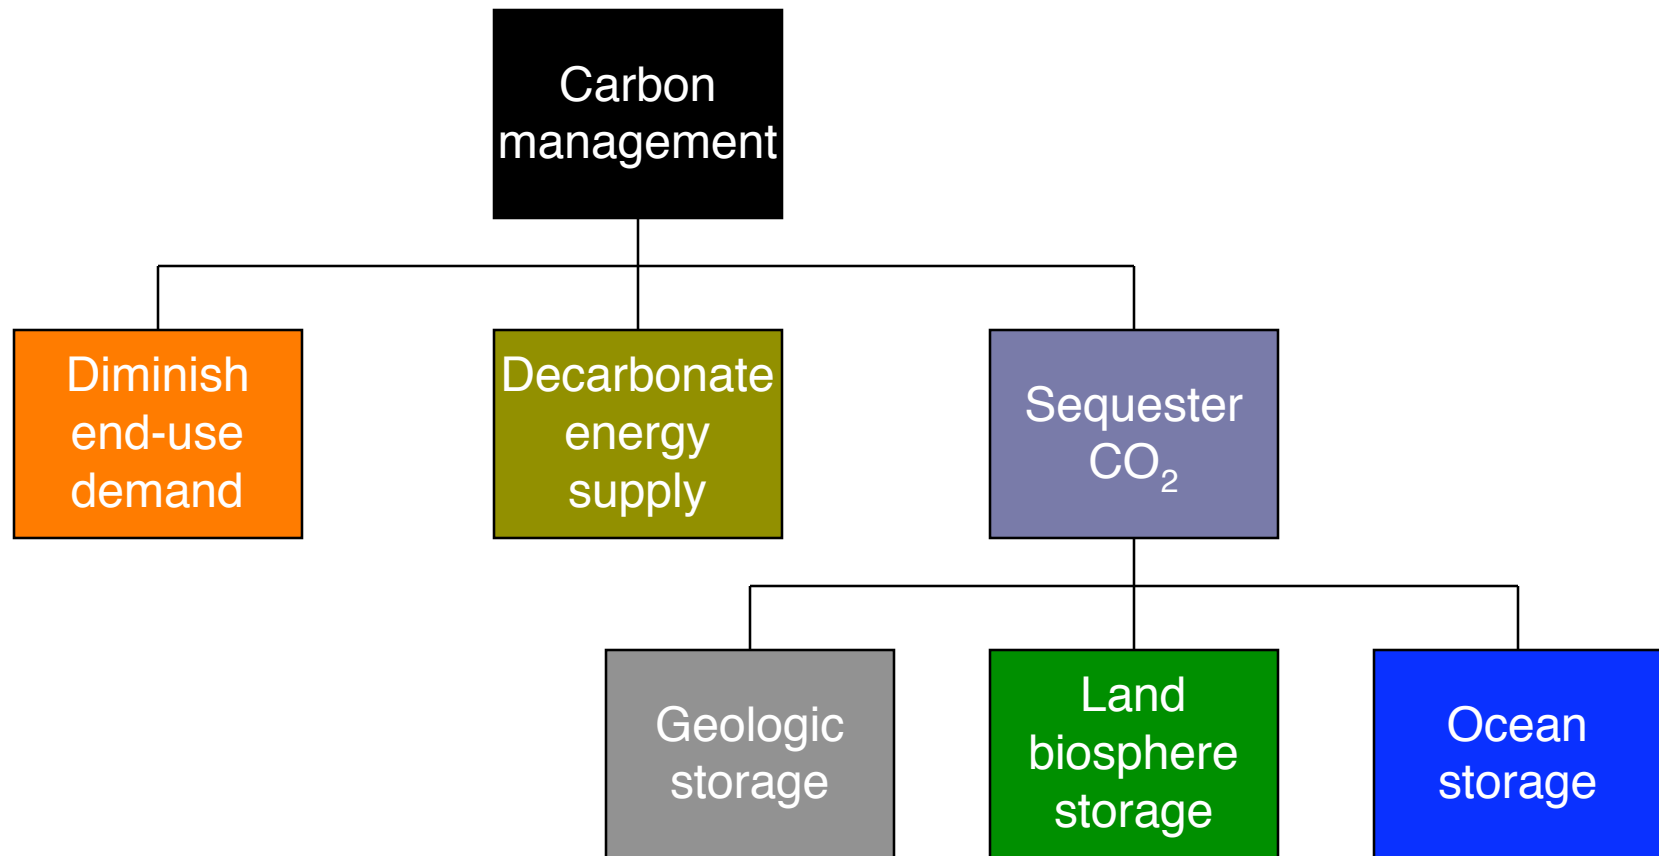 Carbon
management
Diminish
end-use
demand
Decarbonate
energy
supply
Sequester
CO₂
Geologic
storage
Land
biosphere
storage
Ocean
storage